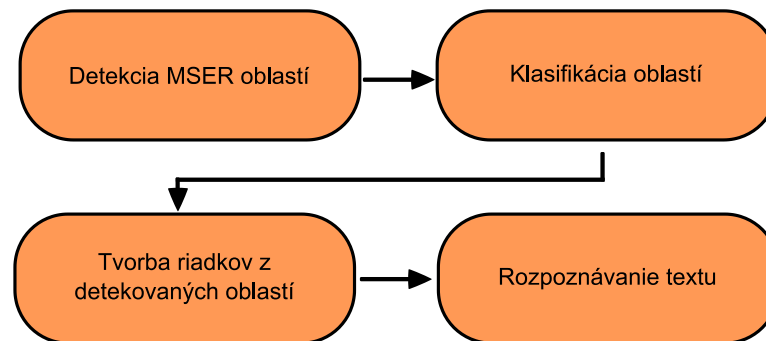 Detekcia MSER oblastí
Klasifikácia oblastí
Tvorba riadkov z
detekovaných oblastí
Rozpoznávanie textu